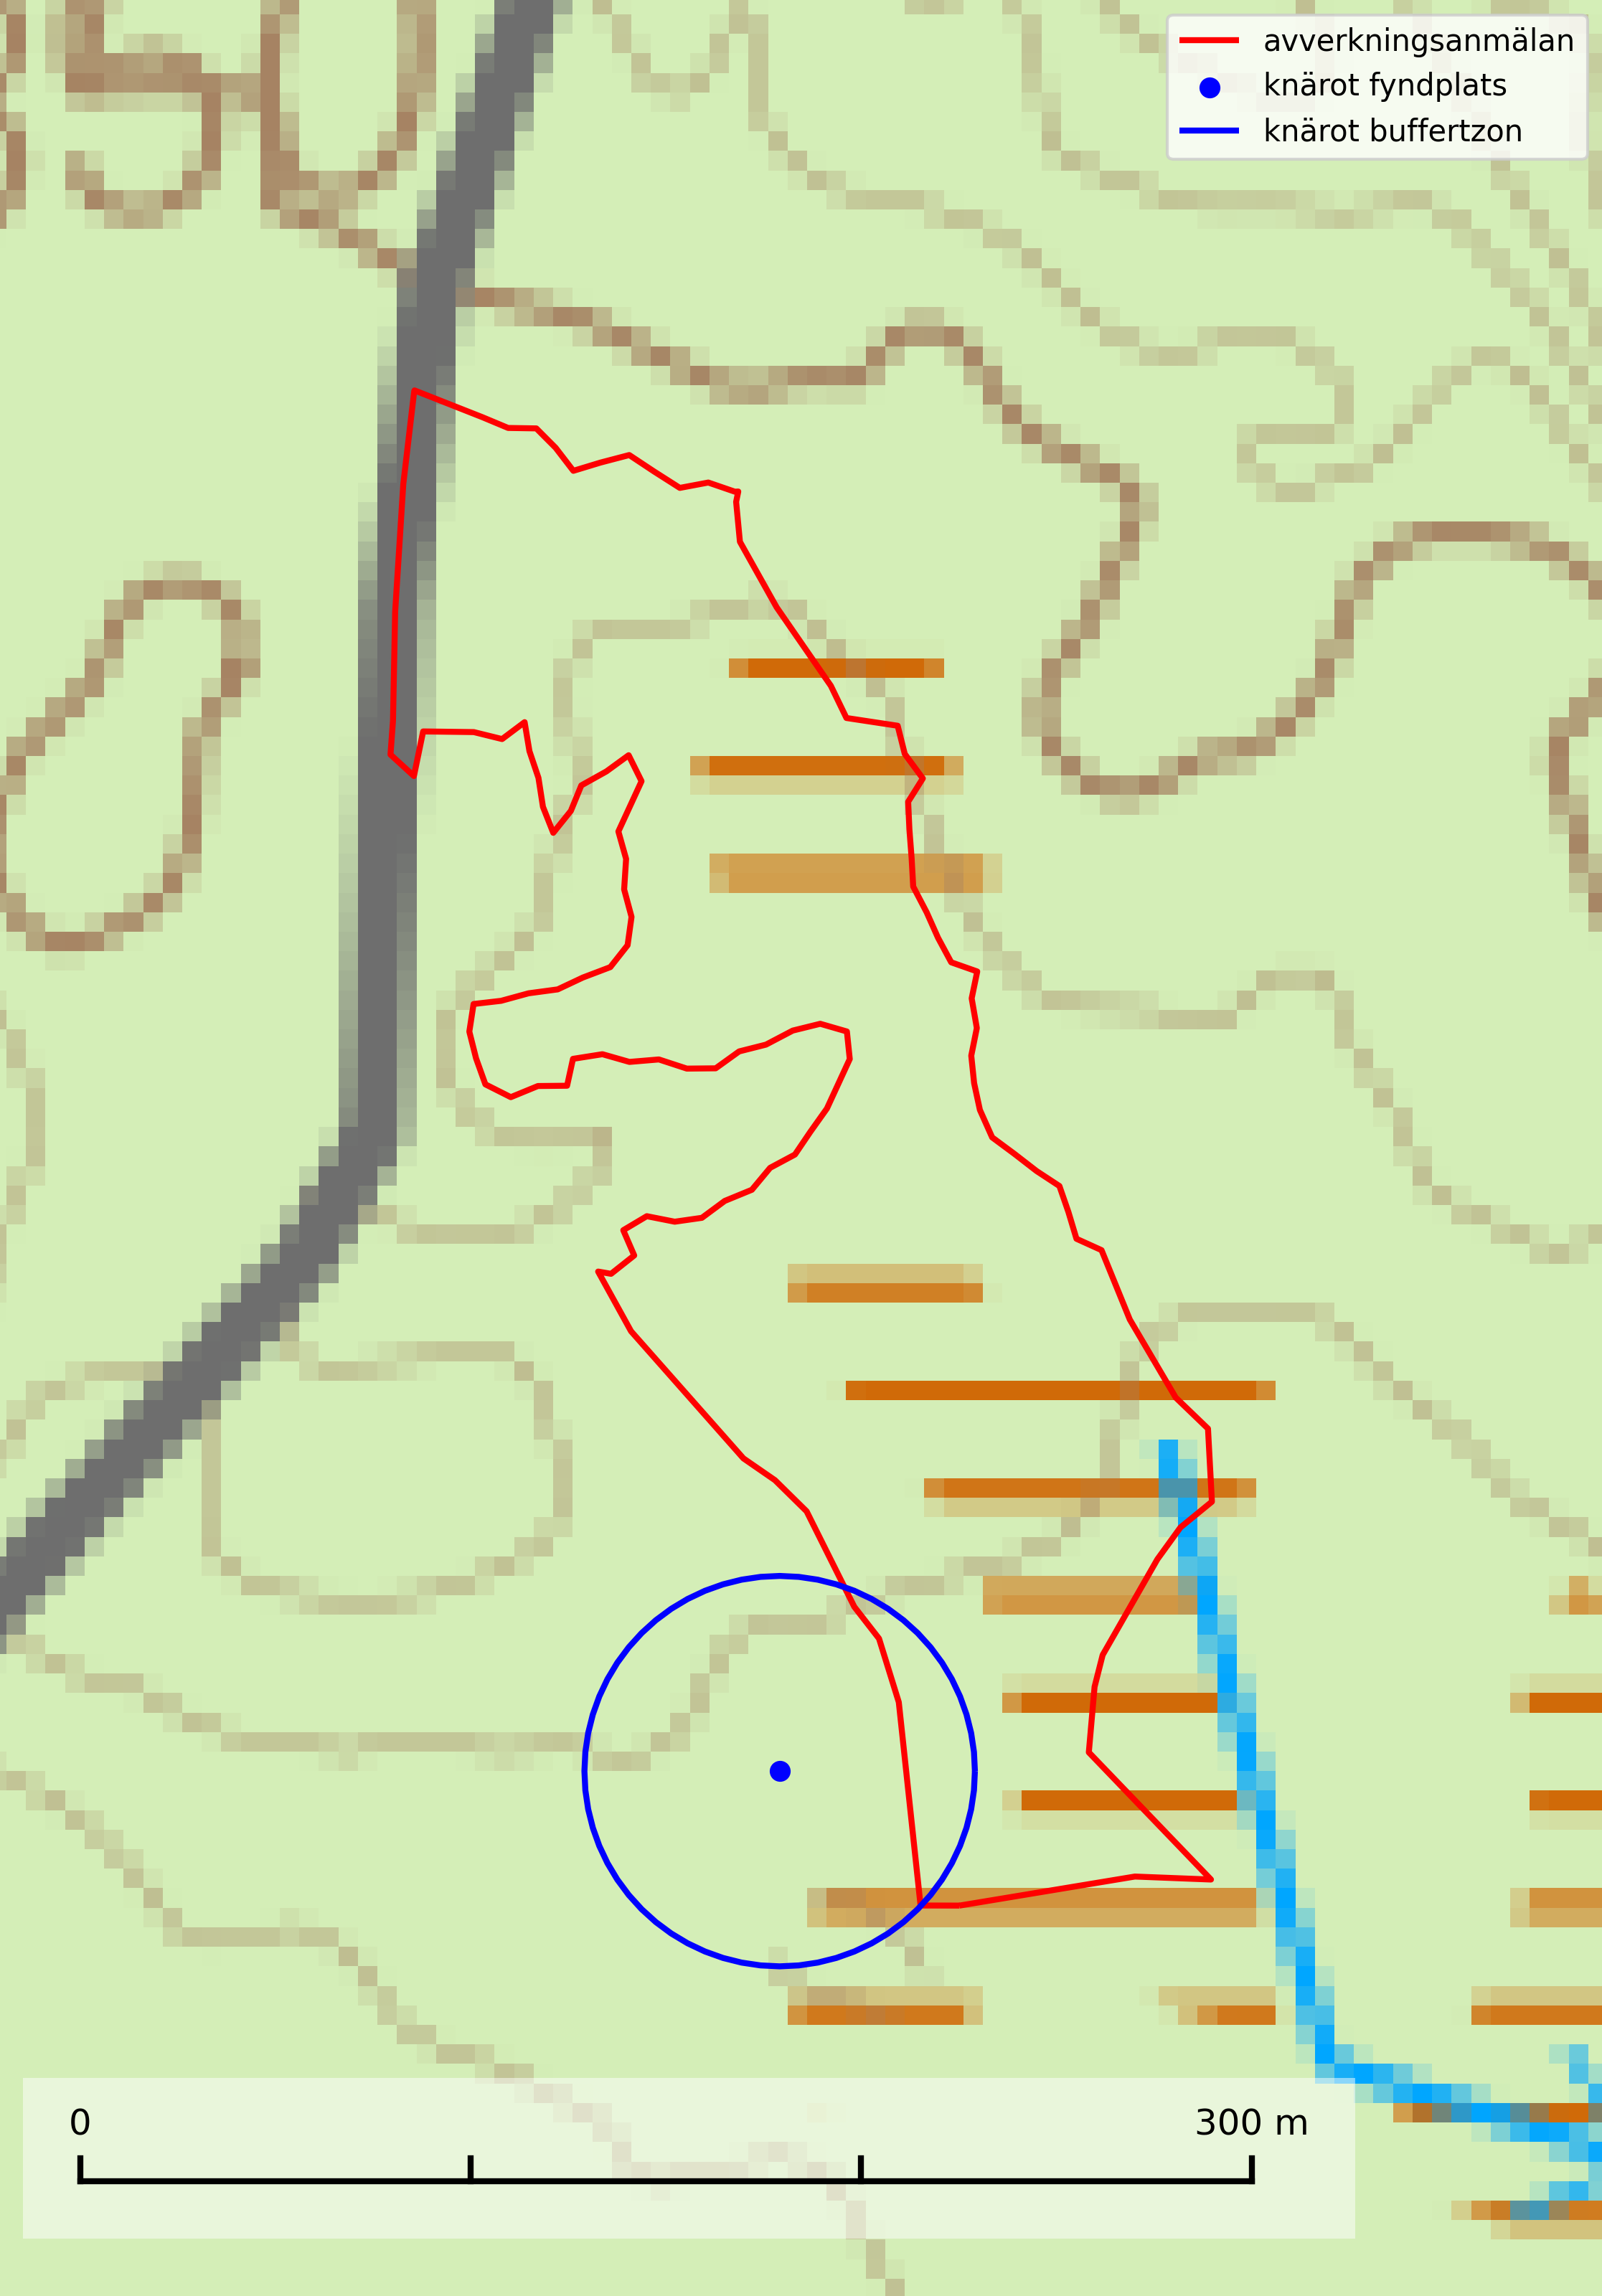 avverkningsanmälan
knärot fyndplats
knärot buffertzon
0 300 m